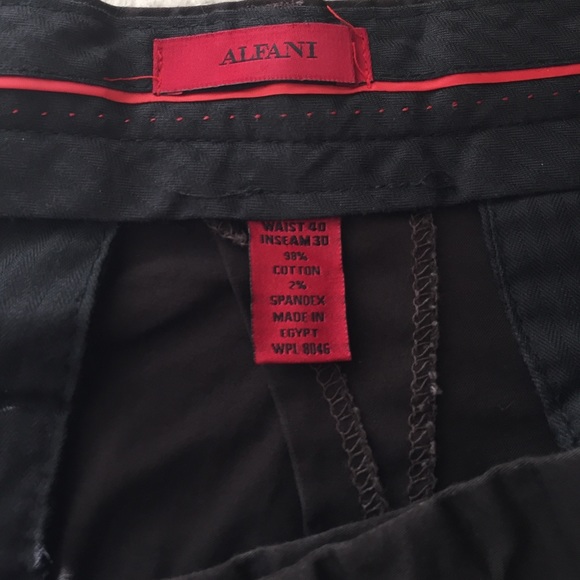 ALFANI
WAIST 40
INSEAM 30
98%
COTTON
2%
SPANDEX
MADE IN
EGYPT
WPL 8046